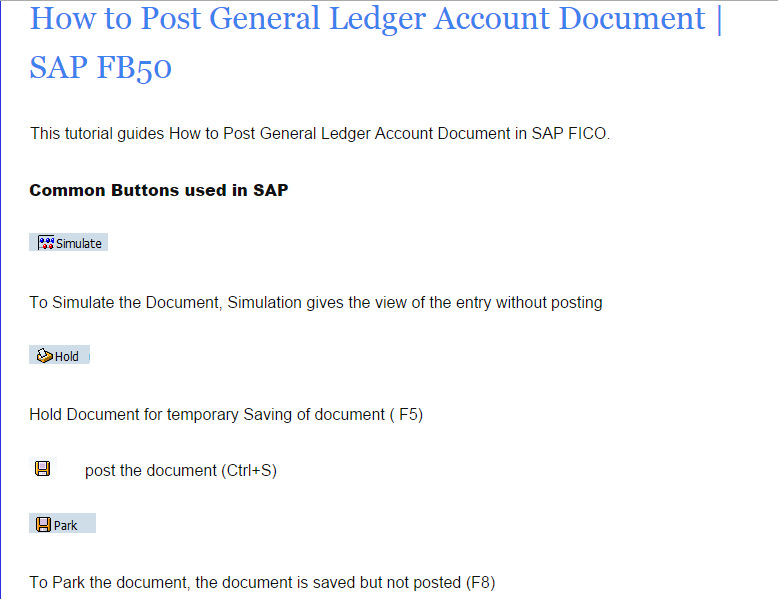 How to Post General Ledger Account Document |
SAP FB50
This tutorial guides How to Post General Ledger Account Document in SAP FICO.
Common Buttons used in SAP
Simulate
To Simulate the Document, Simulation gives the view of the entry without posting
Hold
Hold Document for temporary Saving of document ( F5)
post the document (Ctrl+S)
Park
To Park the document, the document is saved but not posted (F8)